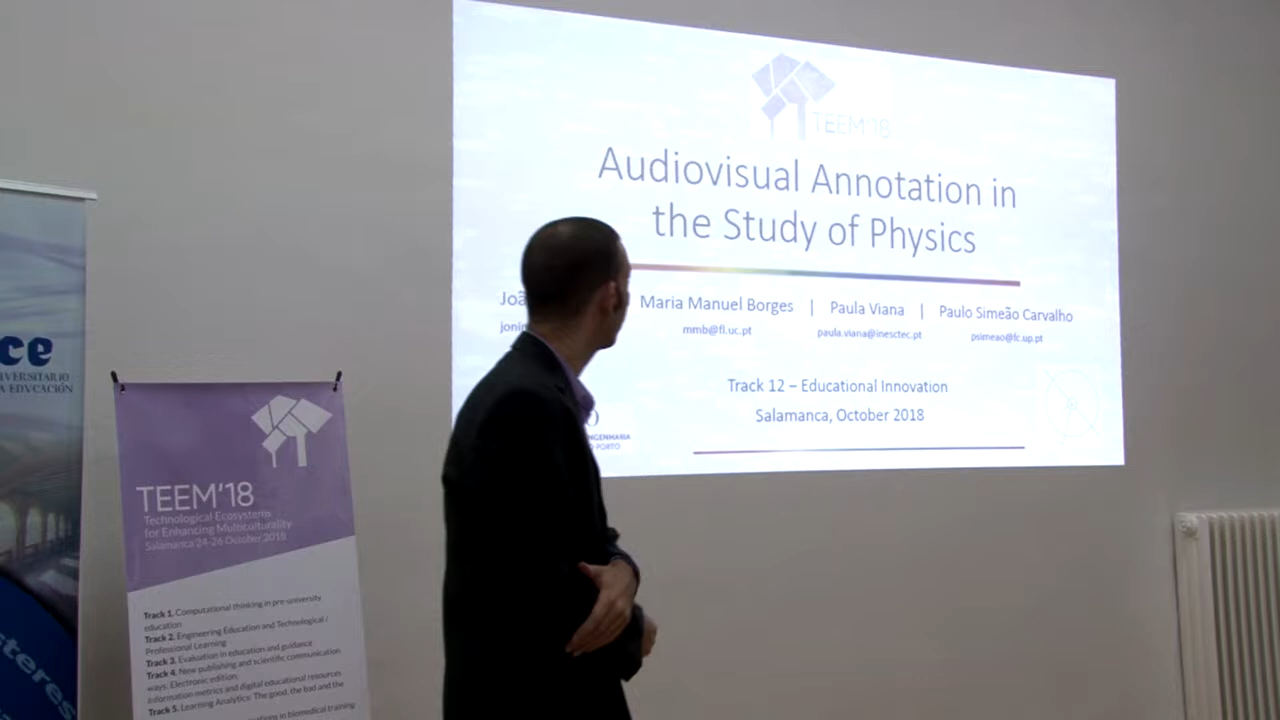 TEEM'18
Audiovisual Annotation in
the Study of Physics
Maria Manuel Borges | Paula Viana | Paulo Simeão Carvalho
mmb@fl.uc.pt paula.viana@inesctec.pt psimeao@fc.up.pt
Track 12 – Educational Innovation
Salamanca, October 2018
TEEM'18
Technological Ecosystems
for Enhancing Multiculturality
Salamanca 24-26 October 2018
Track 1. Computational thinking in pre-university
education
Track 2. Engineering Education and Technological /
Professional Learning
Track 3. Evaluation in education and guidance
Track 4. New publishing and scientific communication
ways: Electronic edition,
information metrics and digital educational resources
Track 5. Learning Analytics: The good, the bad and the
in biomedical training